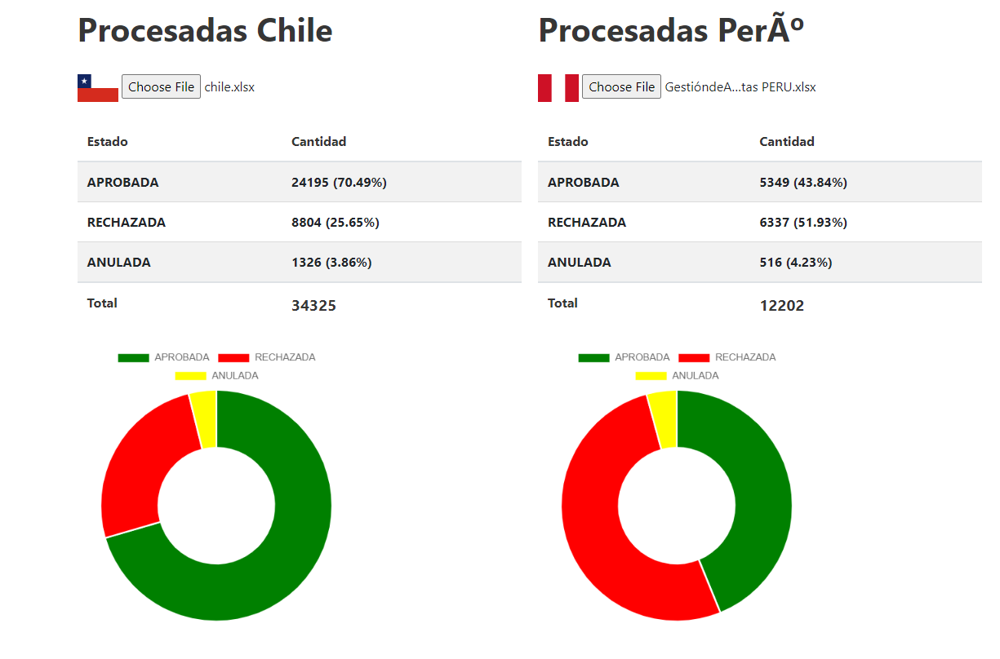 Procesadas Chile
Choose File chile.xlsx
Estado Cantidad
APROBADA 24195 (70.49%)
RECHAZADA 8804 (25.65%)
ANULADA 1326 (3.86%)
Total 34325
APROBADA RECHAZADA
ANULADA
Procesadas Perú
Choose File GestióndeA...tas PERU.xlsx
Estado Cantidad
APROBADA 5349 (43.84%)
RECHAZADA 6337 (51.93%)
ANULADA 516 (4.23%)
Total 12202
APROBADA RECHAZADA
ANULADA